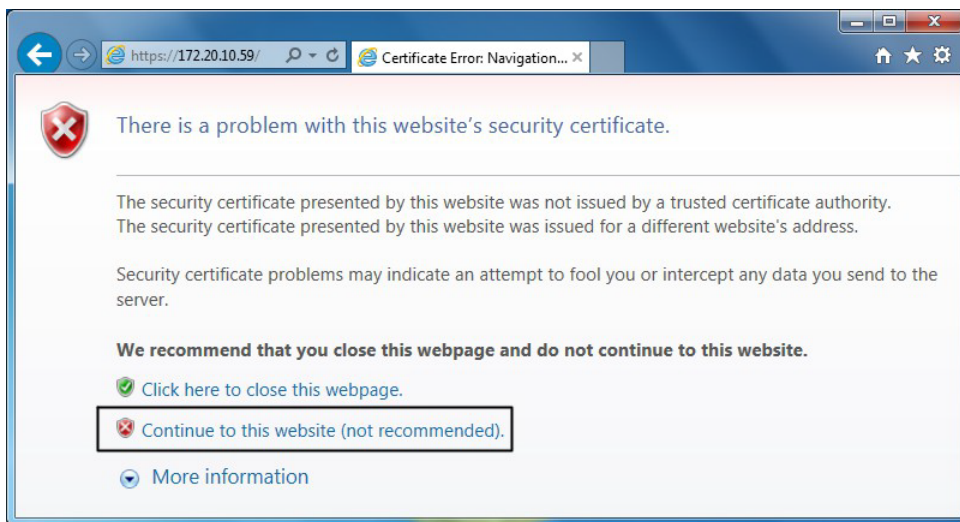 https://172.20.10.59/
Certificate Error: Navigation...
There is a problem with this website's security certificate.
The security certificate presented by this website was not issued by a trusted certificate authority.
The security certificate presented by this website was issued for a different website's address.
Security certificate problems may indicate an attempt to fool you or intercept any data you send to the
server.
We recommend that you close this webpage and do not continue to this website.
Click here to close this webpage.
Continue to this website (not recommended).
More information